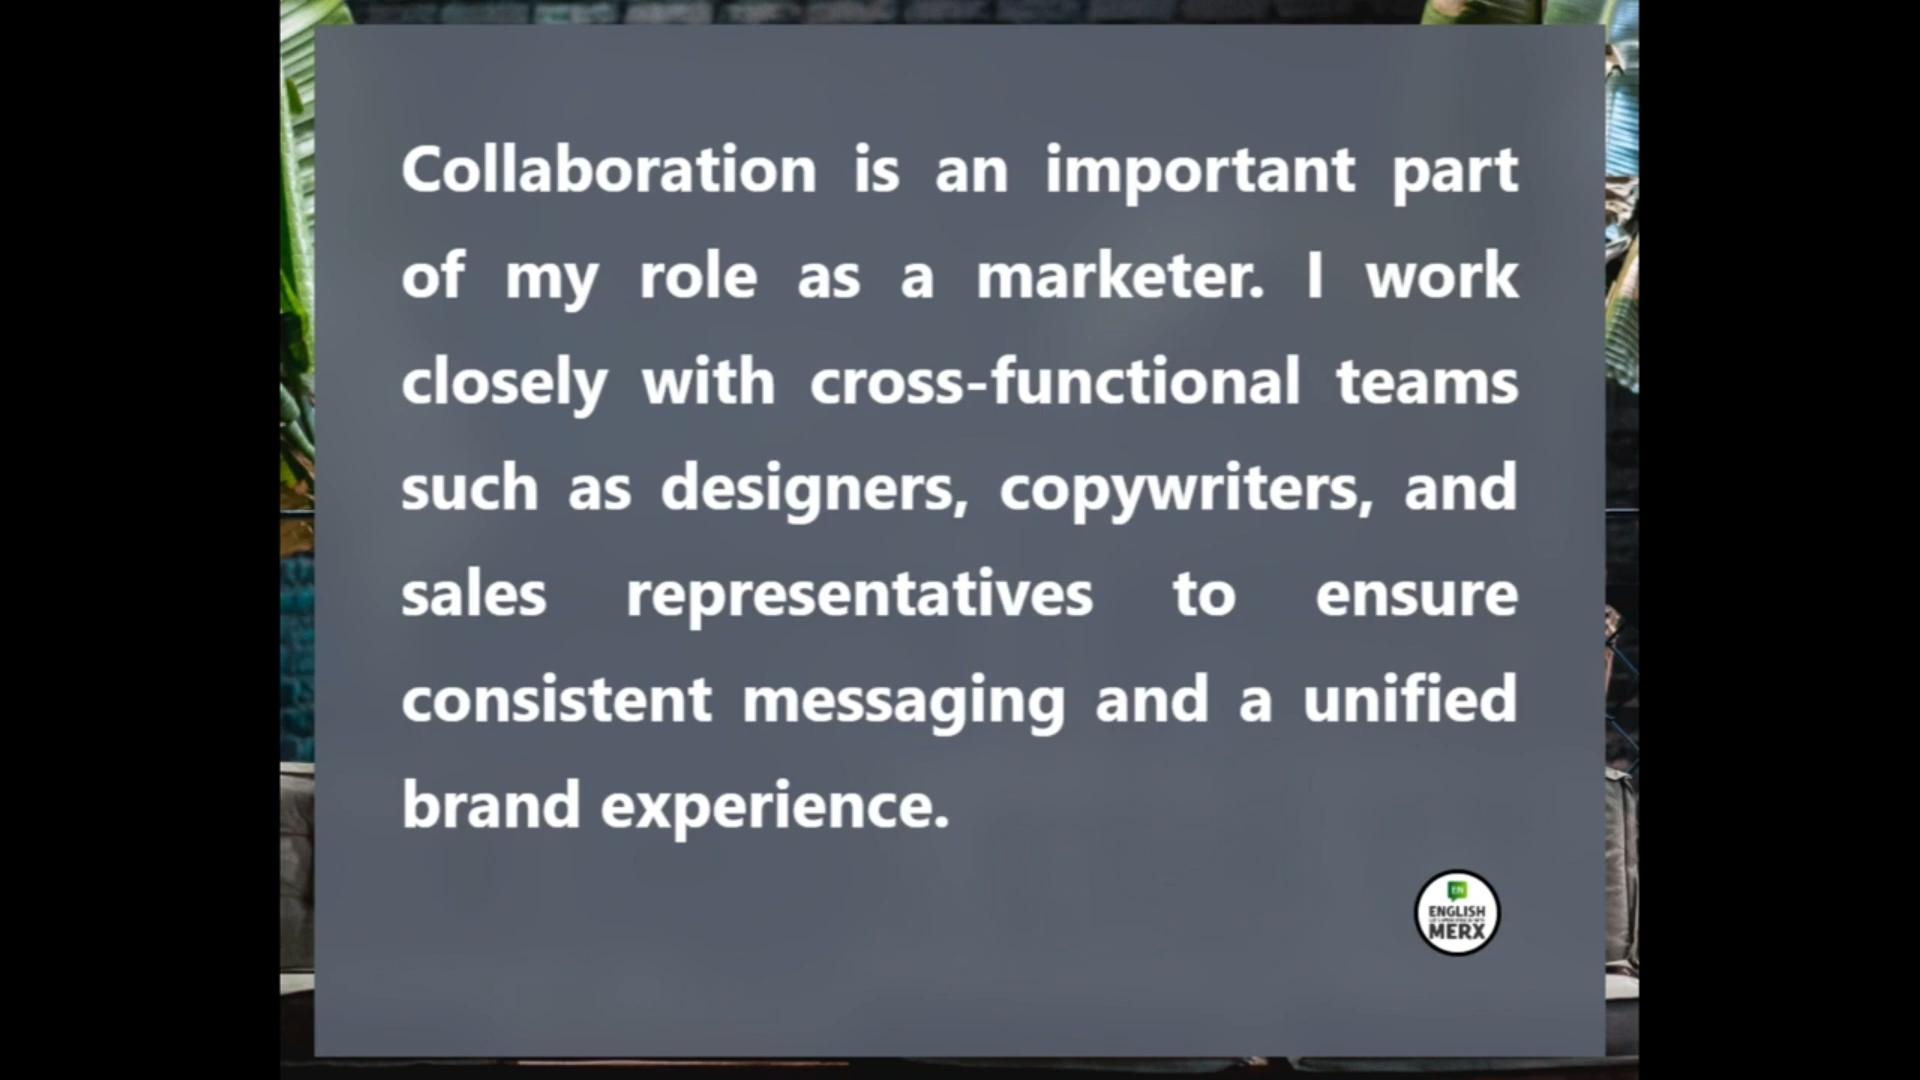 Collaboration is an important part
of my role as a marketer. I work
closely with cross-functional teams
such as designers, copywriters, and
sales representatives to ensure
consistent messaging and a unified
brand experience.
EN
ENGLISH
MERX